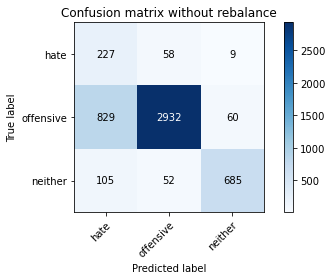 Confusion matrix without rebalance
hate
227
58
9
offensive
829
2932
60
neither
105
52
685
hate
offensive
neither
True label
Predicted label
2500
2000
1500
1000
500